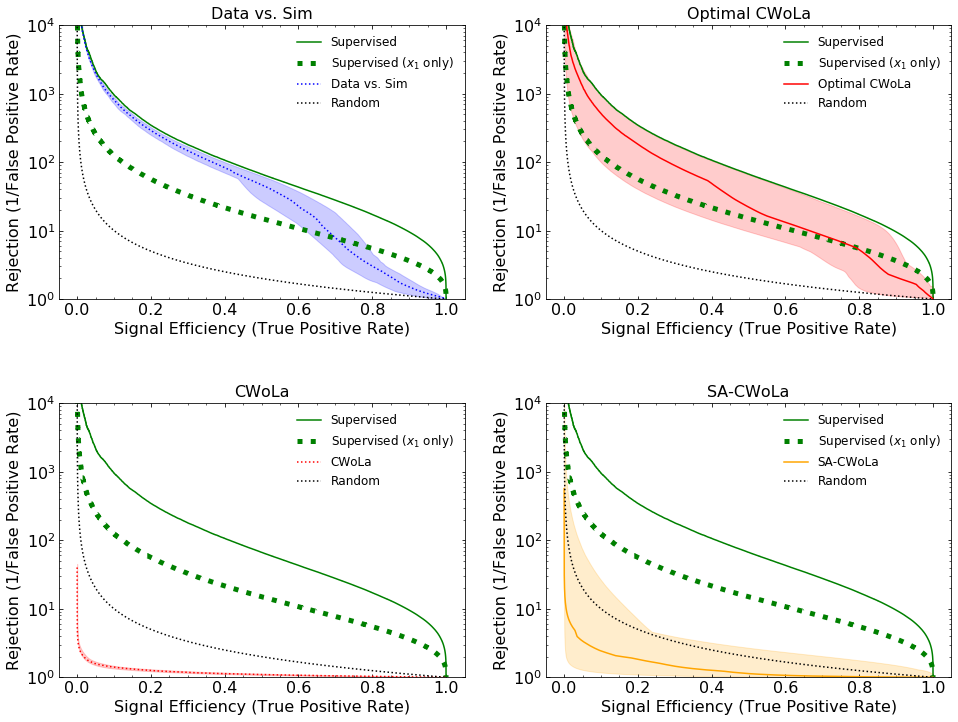 Data vs. Sim
Rejection (1/False Positive Rate)
10^4
10^3
10^2
10^1
10^0
Supervised
Supervised (x_1 only)
Data vs. Sim
Random
0.0 0.2 0.4 0.6 0.8 1.0
Signal Efficiency (True Positive Rate)
Optimal CWoLa
Rejection (1/False Positive Rate)
10^4
10^3
10^2
10^1
10^0
Supervised
Supervised (x_1 only)
Optimal CWoLa
Random
0.0 0.2 0.4 0.6 0.8 1.0
Signal Efficiency (True Positive Rate)
CWoLa
Rejection (1/False Positive Rate)
10^4
10^3
10^2
10^1
10^0
Supervised
Supervised (x_1 only)
CWoLa
Random
0.0 0.2 0.4 0.6 0.8 1.0
Signal Efficiency (True Positive Rate)
SA-CWoLa
Rejection (1/False Positive Rate)
10^4
10^3
10^2
10^1
10^0
Supervised
Supervised (x_1 only)
SA-CWoLa
Random
0.0 0.2 0.4 0.6 0.8 1.0
Signal Efficiency (True Positive Rate)